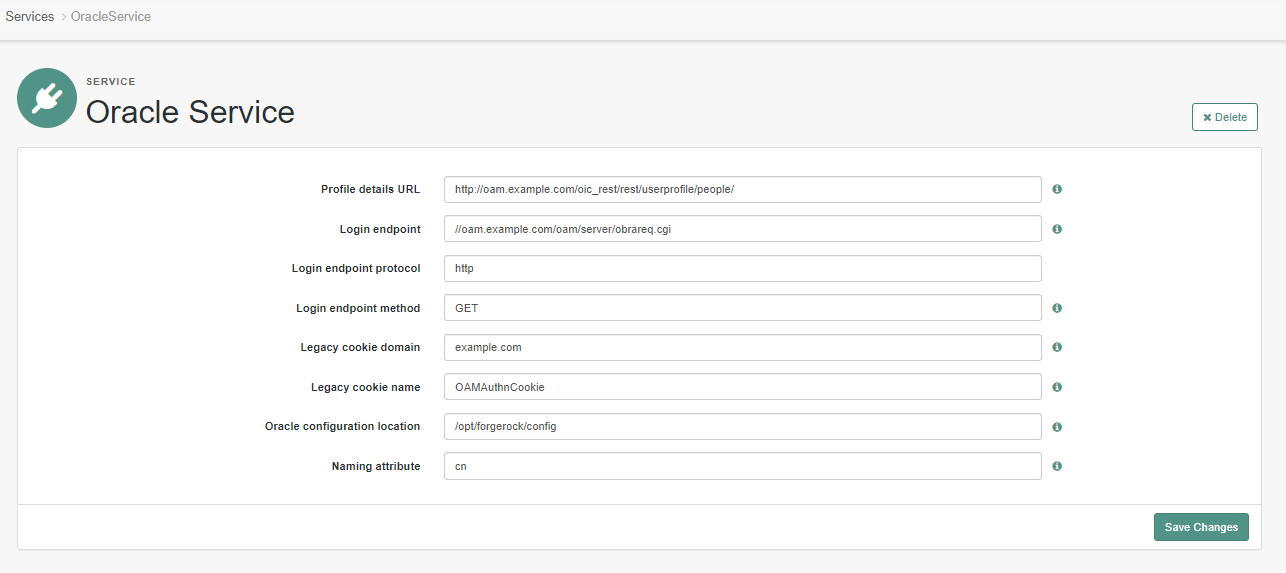 Services > OracleService
SERVICE
Oracle Service
✖ Delete
Profile details URL http://oam.example.com/oic_rest/rest/userprofile/people/
Login endpoint //oam.example.com/oam/server/obrareq.cgi
Login endpoint protocol http
Login endpoint method GET
Legacy cookie domain example.com
Legacy cookie name OAMAuthnCookie
Oracle configuration location /opt/forgerock/config
Naming attribute cn
Save Changes